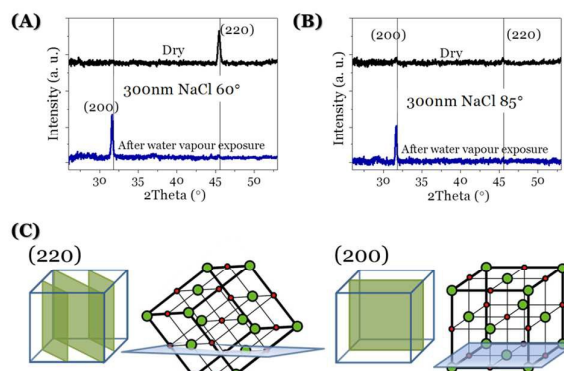 (A)
(220)
Dry
300nm NaCl 60°
(200)
After water vapour exposure
Intensity (a. u.)
30 35 40 45 50
2Theta (°)
(B)
(200)
(220)
Dry
300nm NaCl 85°
After water vapour exposure
Intensity (a. u.)
30 35 40 45 50
2Theta (°)
(C)
(220)
(200)